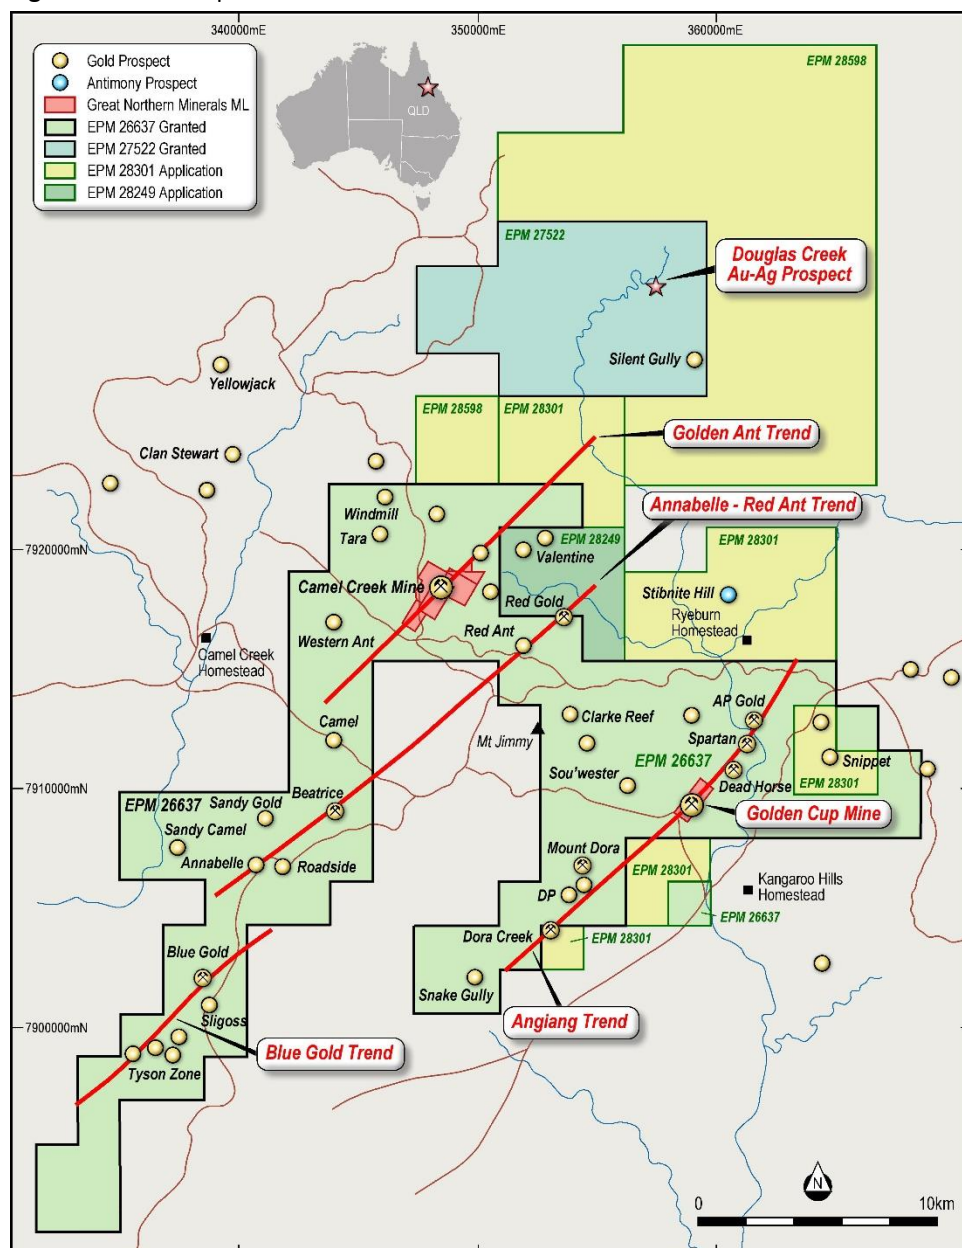 340000mE
350000mE
360000mE
Gold Prospect
Antimony Prospect
Great Northern Minerals ML
EPM 26637 Granted
EPM 27522 Granted
EPM 28301 Application
EPM 28249 Application
QLD
EPM 28598
EPM 27522
Douglas Creek
Au-Ag Prospect
Silent Gully
Yellowjack
EPM 28598
EPM 28301
Golden Ant Trend
Clan Stewart
Annabelle - Red Ant Trend
Windmill
Tara
7920000mN
Valentine
EPM 28249
EPM 28301
Camel Creek Mine
Red Gold
Stibnite Hill
Ryeburn
Homestead
Western Ant
Red Ant
Camel Creek
Homestead
Camel
Clarke Reef
AP Gold
Mt Jimmy
Spartan
Sou'wester
EPM 26637
Snippet
Dead Horse
EPM 28301
7910000mN
EPM 26637
Sandy Gold
Beatrice
Golden Cup Mine
Sandy Camel
Annabelle
Roadside
Mount Dora
EPM 28301
DP
Kangaroo Hills
Homestead
EPM 26637
Dora Creek
EPM 28301
Blue Gold
Snake Gully
Sligoss
Angiang Trend
7900000mN
Blue Gold Trend
Tyson Zone
N
0
10km